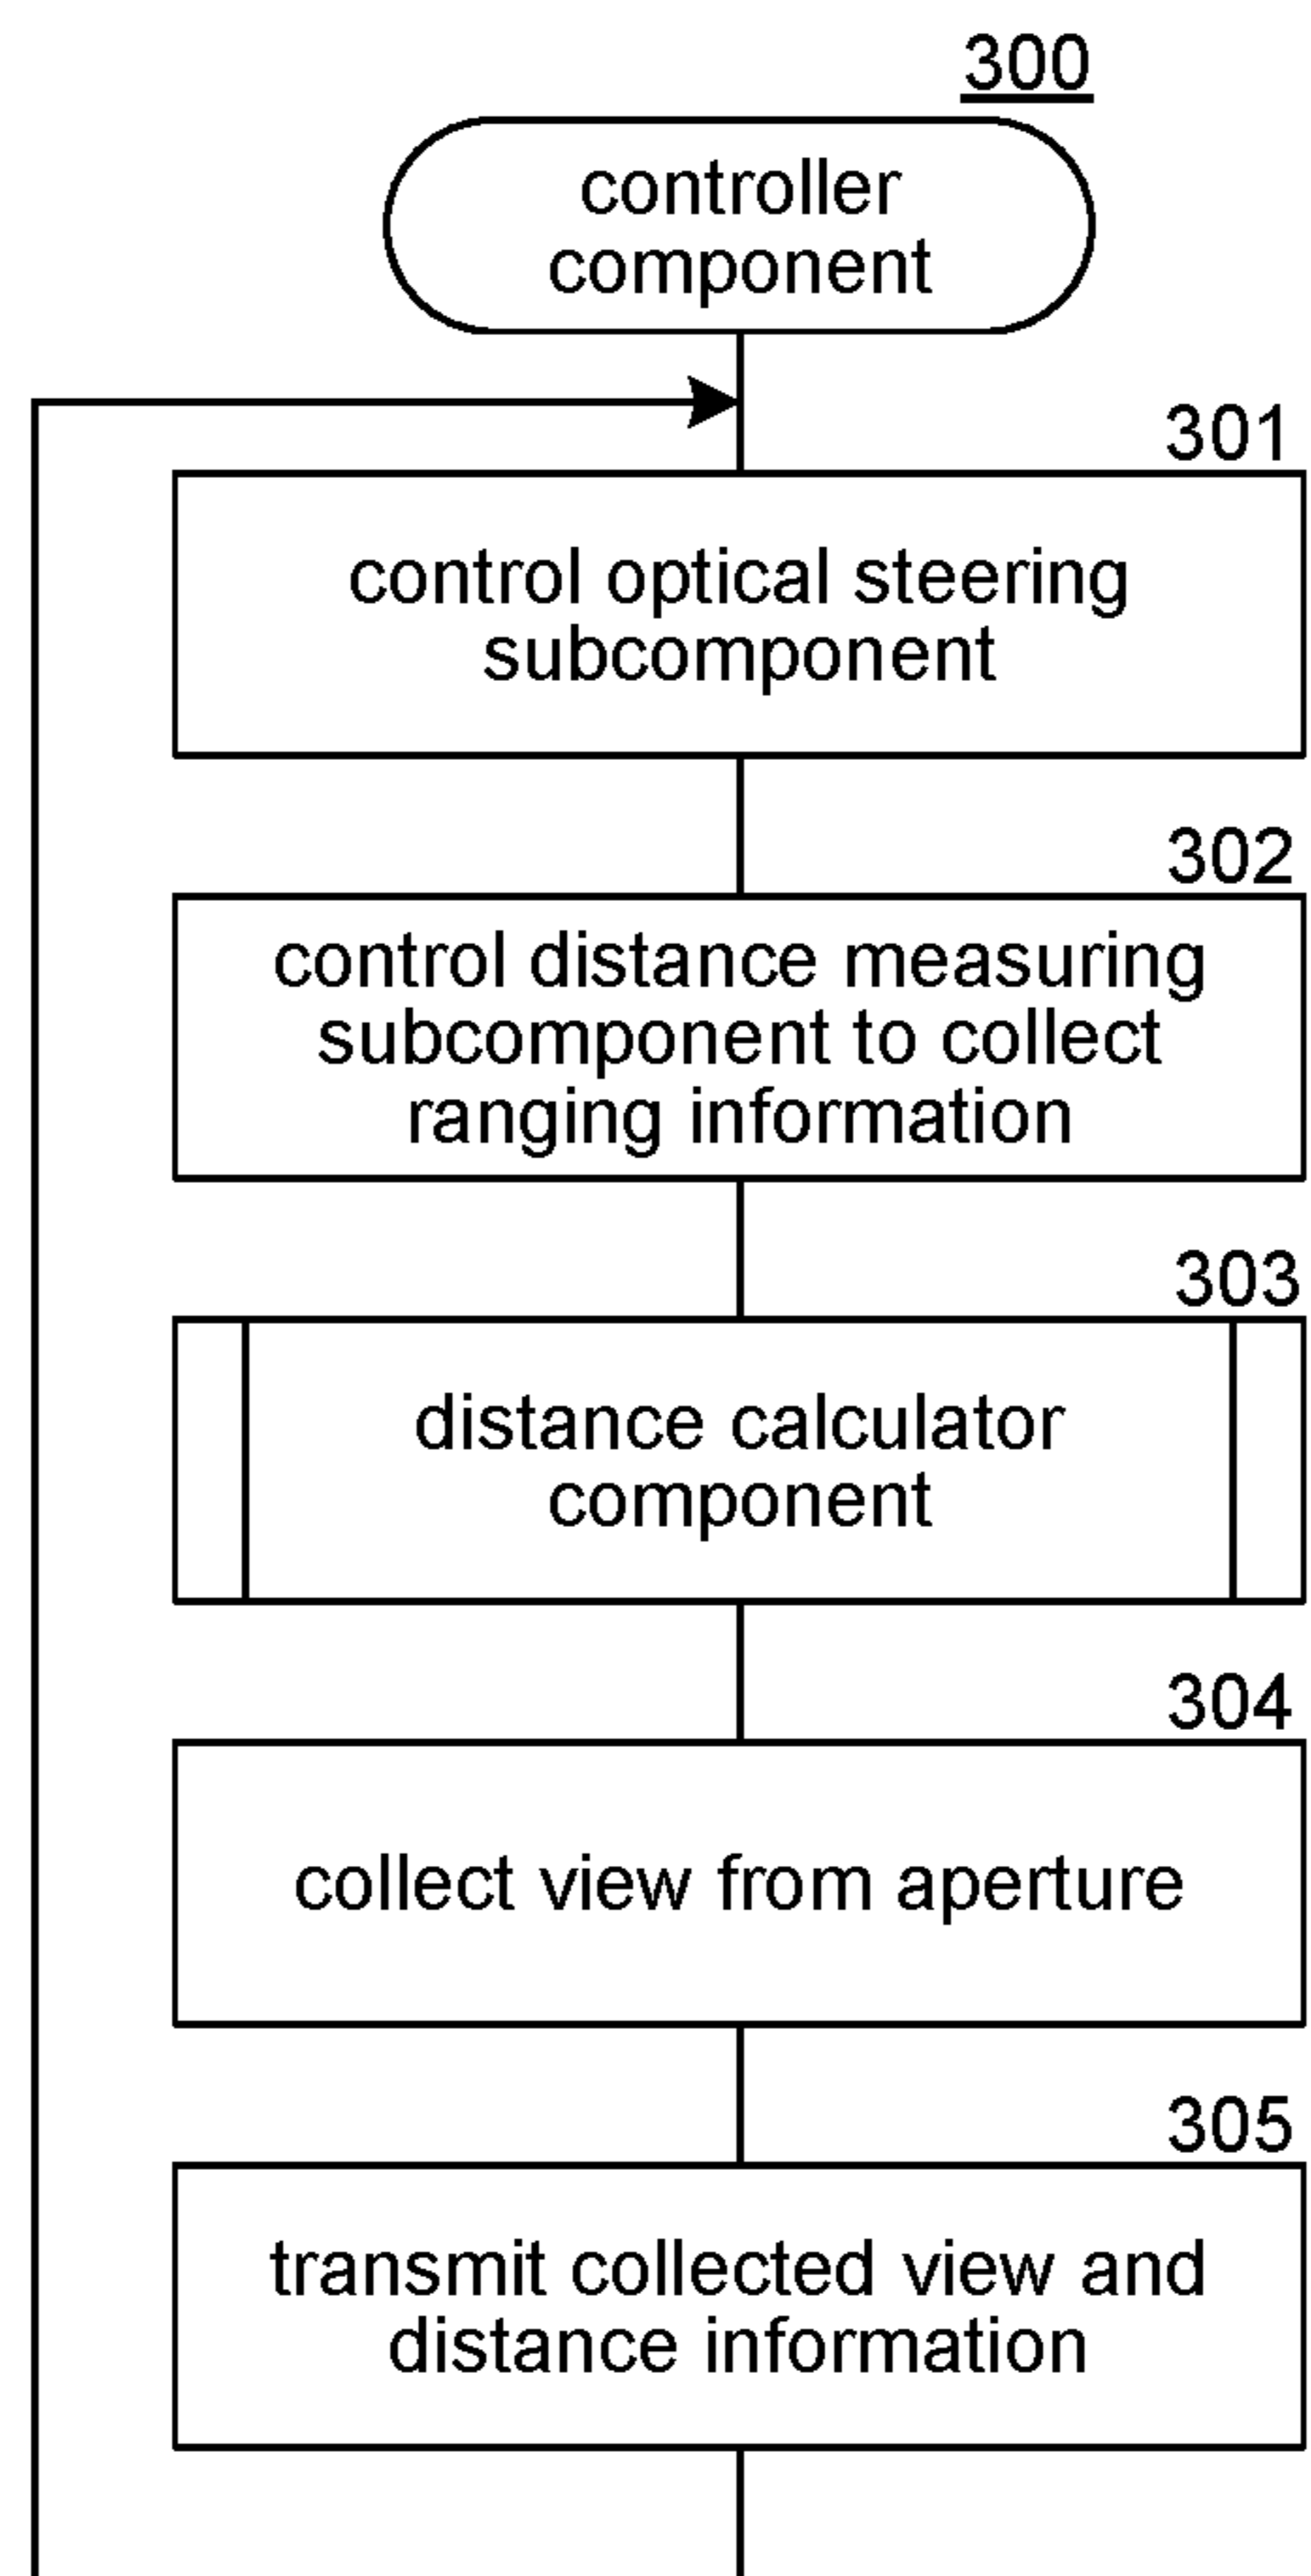 300
controller
component
301
control optical steering
subcomponent
302
control distance measuring
subcomponent to collect
ranging information
303
distance calculator
component
304
collect view from aperture
305
transmit collected view and
distance information